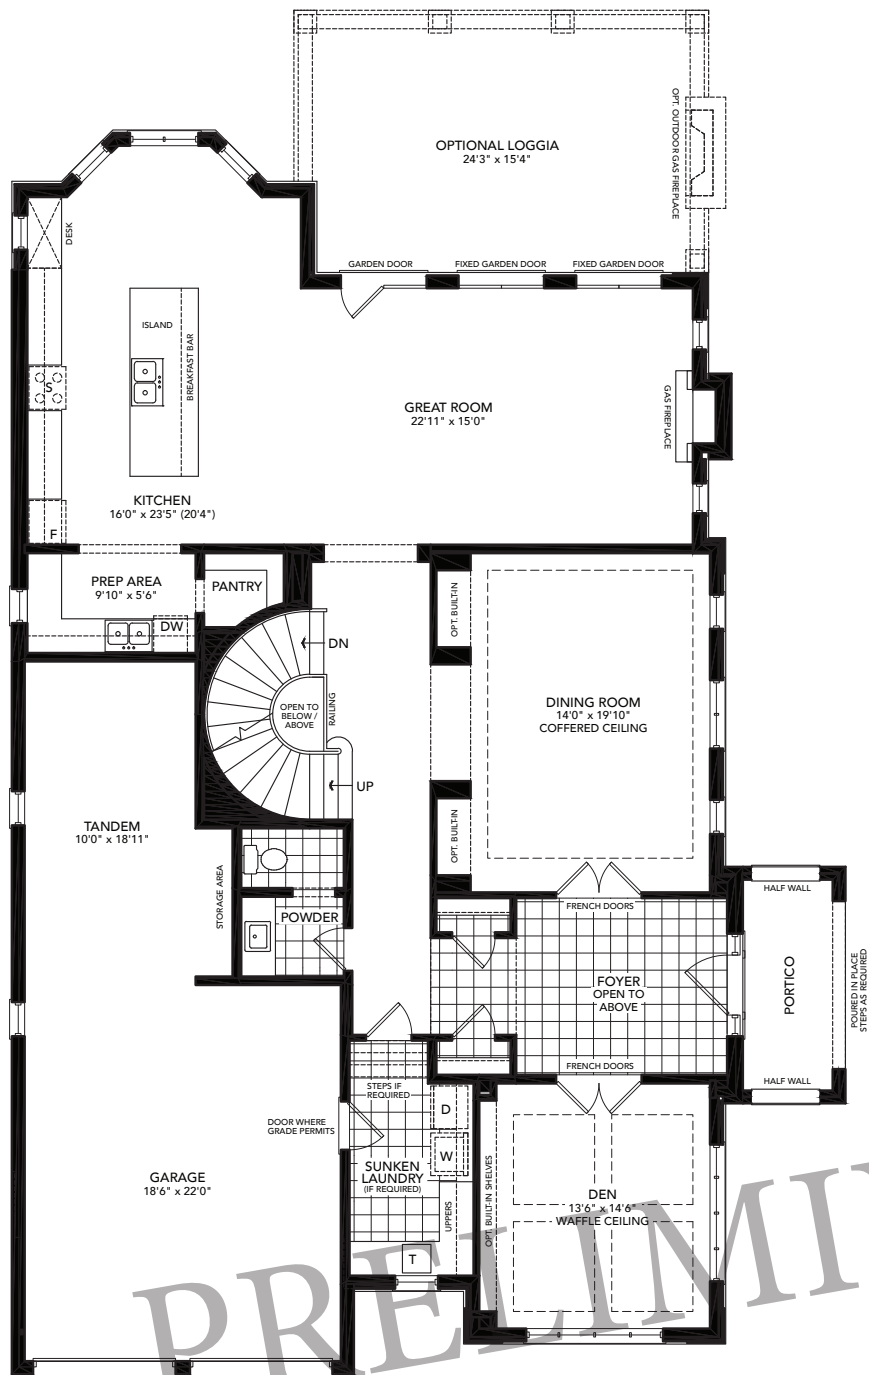 OPTIONAL LOGGIA
24'3" x 15'4"
OPT. OUTDOOR GAS FIREPLACE
DESK
GARDEN DOOR
FIXED GARDEN DOOR
FIXED GARDEN DOOR
ISLAND
BREAKFAST BAR
S
GREAT ROOM
22'11" x 15'0"
GAS FIREPLACE
KITCHEN
16'0" x 23'5" (20'4")
F
PREP AREA
9'10" x 5'6"
PANTRY
DW
OPT. BUILT-IN
DN
OPEN TO
BELOW /
ABOVE
RAILING
UP
DINING ROOM
14'0" x 19'10"
COFFERED CEILING
OPT. BUILT-IN
TANDEM
10'0" x 18'11"
STORAGE AREA
POWDER
FRENCH DOORS
HALF WALL
FOYER
OPEN TO
ABOVE
PORTICO
POURED IN PLACE
STEPS AS REQUIRED
FRENCH DOORS
HALF WALL
STEPS IF
REQUIRED
D
DOOR WHERE
GRADE PERMITS
W
SUNKEN
LAUNDRY
(IF REQUIRED)
UPPERS
T
GARAGE
18'6" x 22'0"
OPT. BUILT-IN SHELVES
DEN
13'6" x 14'6"
WAFFLE CEILING
PRELIMI